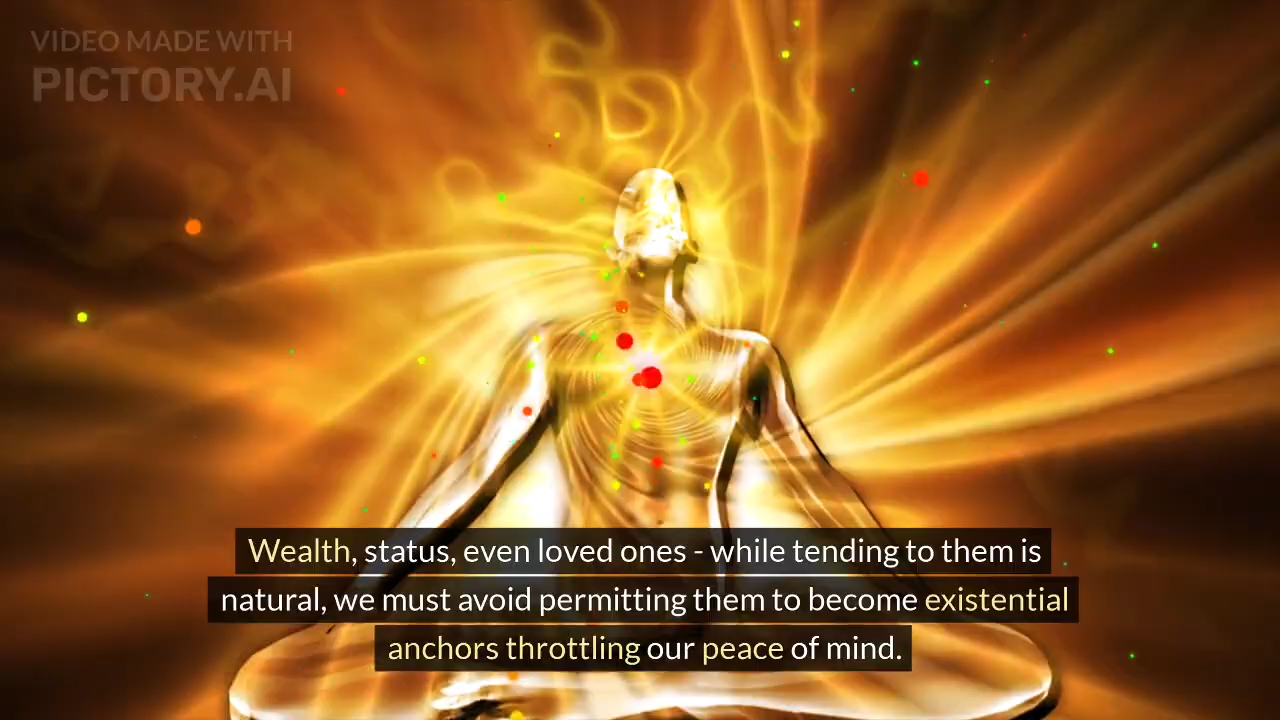 VIDEO MADE WITH
PICTORY.AI
Wealth, status, even loved ones - while tending to them is
natural, we must avoid permitting them to become existential
anchors throttling our peace of mind.